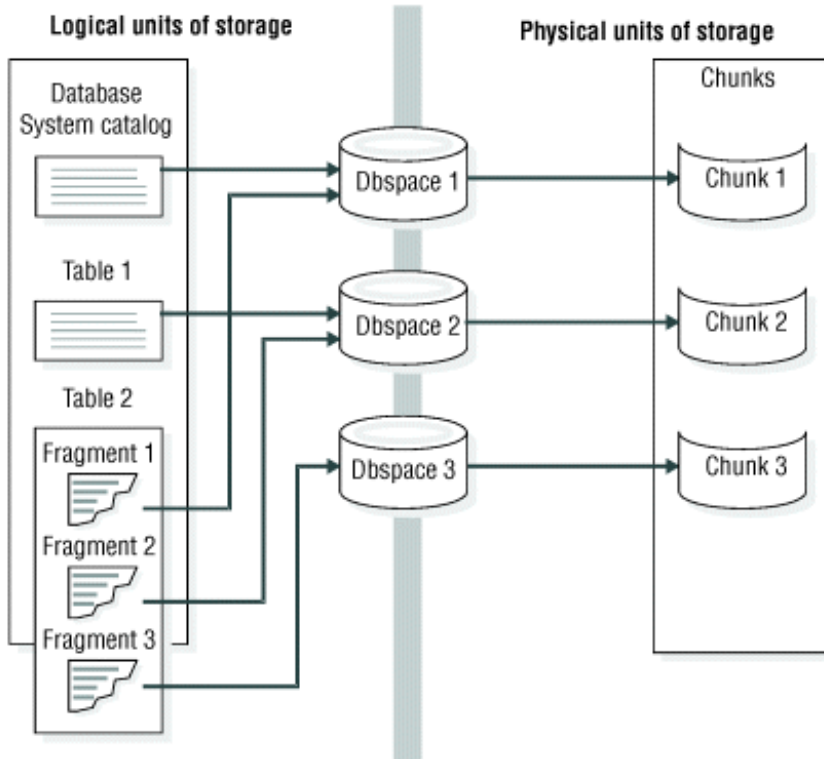 Logical units of storage
Physical units of storage
Database
System catalog
Table 1
Table 2
Fragment 1
Fragment 2
Fragment 3
Dbspace 1
Dbspace 2
Dbspace 3
Chunks
Chunk 1
Chunk 2
Chunk 3